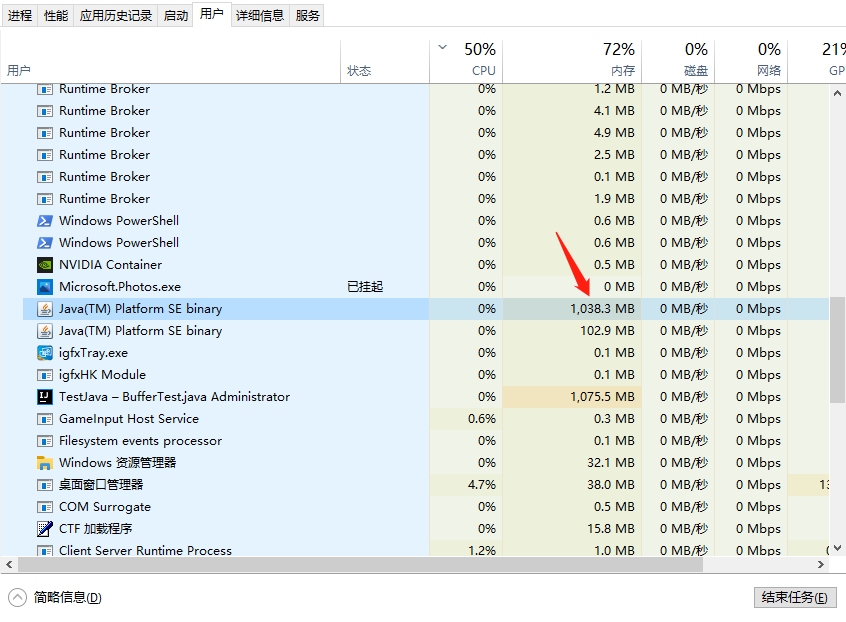 进程 性能 应用历史记录 启动 用户 详细信息 服务
50% 72% 0% 0% 21%
用户 状态 CPU 内存 磁盘 网络 GP
Runtime Broker 0% 1.2 MB 0 MB/秒 0 Mbps
Runtime Broker 0% 4.1 MB 0 MB/秒 0 Mbps
Runtime Broker 0% 4.9 MB 0 MB/秒 0 Mbps
Runtime Broker 0% 2.5 MB 0 MB/秒 0 Mbps
Runtime Broker 0% 0.1 MB 0 MB/秒 0 Mbps
Runtime Broker 0% 1.9 MB 0 MB/秒 0 Mbps
Windows PowerShell 0% 0.6 MB 0 MB/秒 0 Mbps
Windows PowerShell 0% 0.6 MB 0 MB/秒 0 Mbps
NVIDIA Container 0% 0.5 MB 0 MB/秒 0 Mbps
Microsoft.Photos.exe 已挂起 0% 0 MB 0 MB/秒 0 Mbps
Java(TM) Platform SE binary 0% 1,038.3 MB 0 MB/秒 0 Mbps
Java(TM) Platform SE binary 0% 102.9 MB 0 MB/秒 0 Mbps
igfxTray.exe 0% 0.1 MB 0 MB/秒 0 Mbps
igfxHK Module 0% 0.1 MB 0 MB/秒 0 Mbps
TestJava – BufferTest.java Administrator 0% 1,075.5 MB 0 MB/秒 0 Mbps
GameInput Host Service 0.6% 0.3 MB 0 MB/秒 0 Mbps
Filesystem events processor 0% 0.1 MB 0 MB/秒 0 Mbps
Windows 资源管理器 0% 32.1 MB 0 MB/秒 0 Mbps
桌面窗口管理器 4.7% 38.0 MB 0 MB/秒 0 Mbps 13
COM Surrogate 0% 0.5 MB 0 MB/秒 0 Mbps
CTF 加载程序 0% 15.8 MB 0 MB/秒 0 Mbps
Client Server Runtime Process 1.2% 1.0 MB 0 MB/秒 0 Mbps
简略信息(D) 结束任务(E)